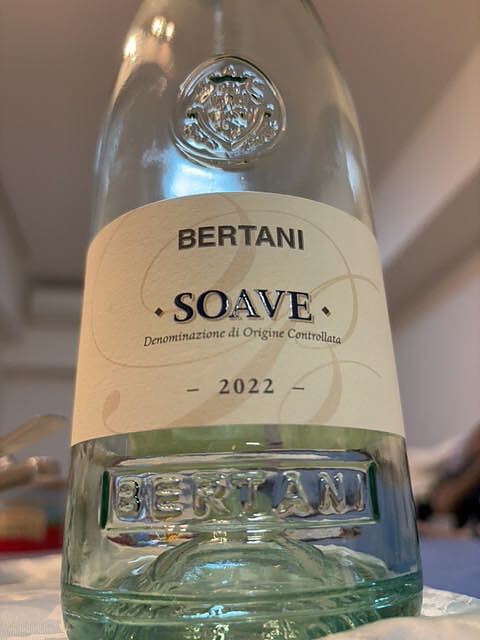 BERTANI
· SOAVE ·
Denominazione di Origine Controllata
– 2022 –
BERTANI